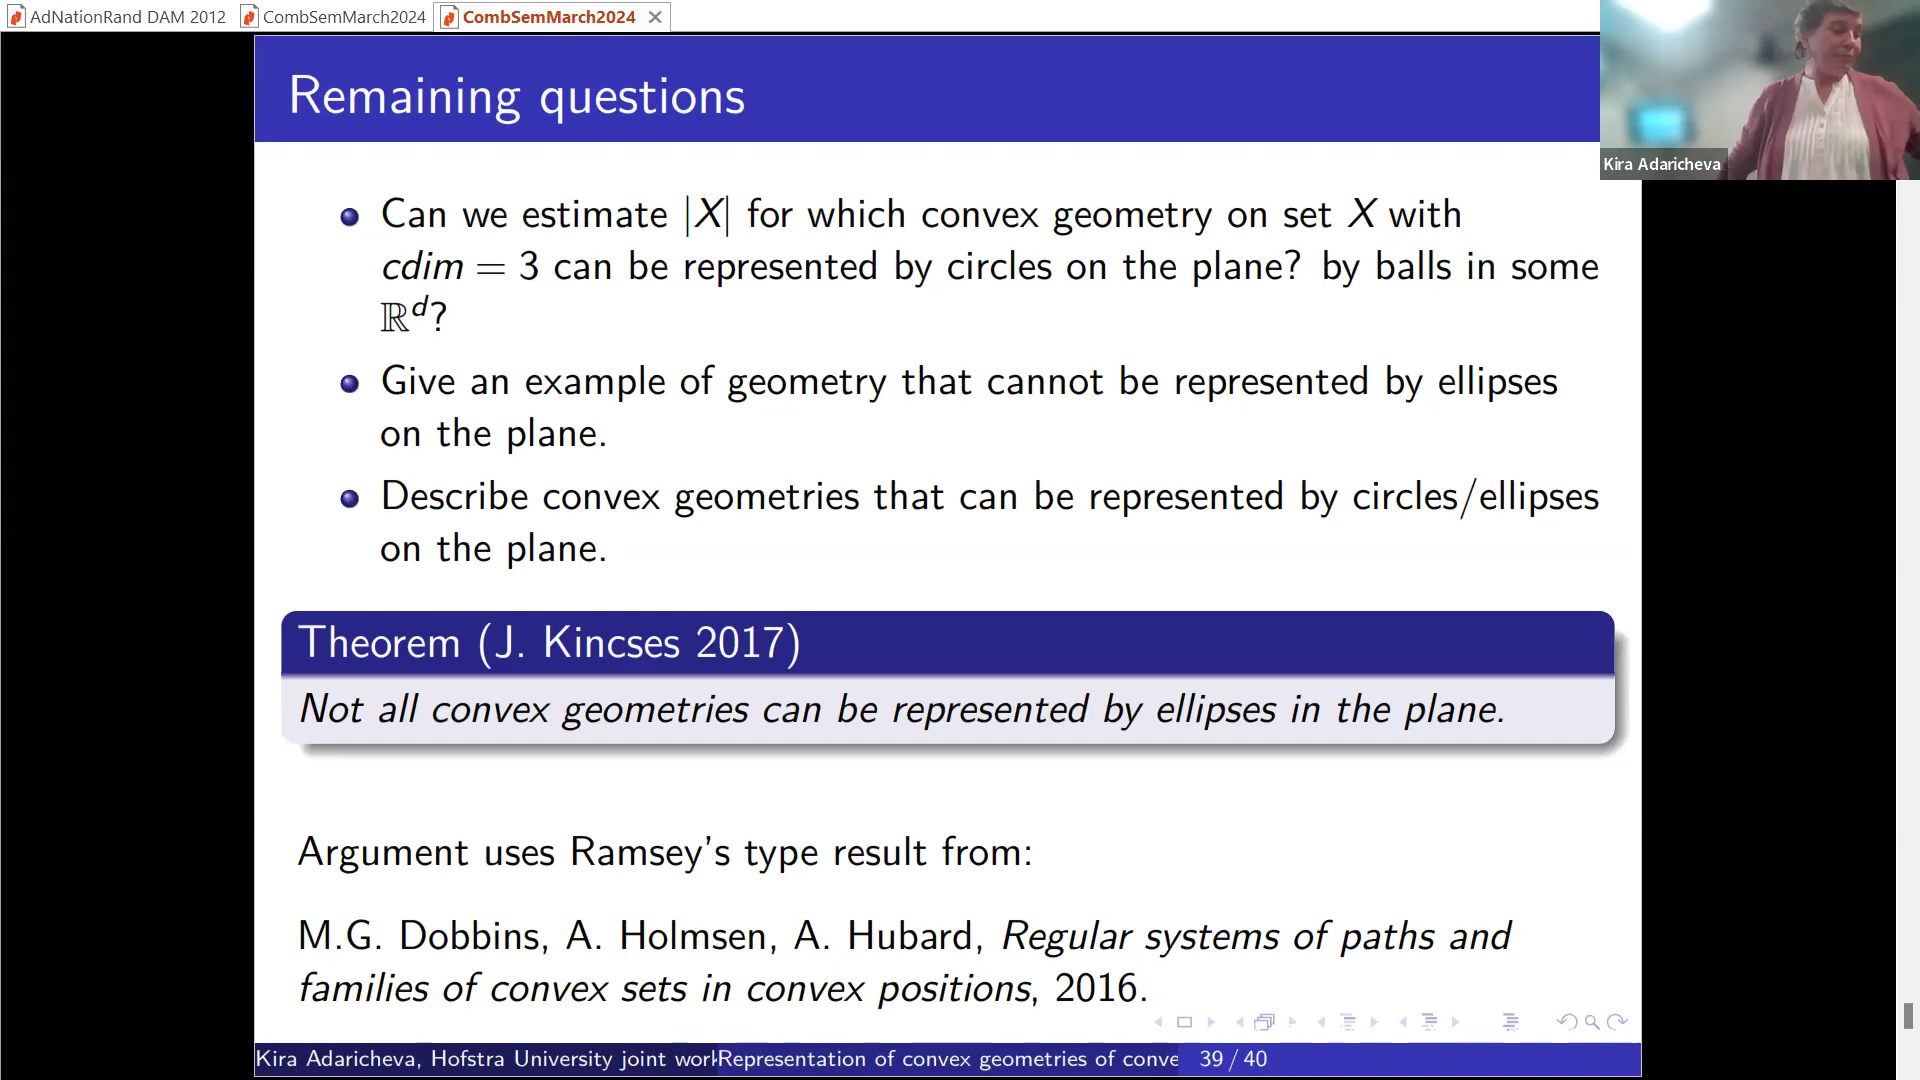 AdNationRand DAM 2012 CombSemMarch2024 CombSemMarch2024
Remaining questions
Kira Adaricheva
Can we estimate |X| for which convex geometry on set X with
cdim = 3 can be represented by circles on the plane? by balls in some
ℝᵈ?
Give an example of geometry that cannot be represented by ellipses
on the plane.
Describe convex geometries that can be represented by circles/ellipses
on the plane.
Theorem (J. Kincses 2017)
Not all convex geometries can be represented by ellipses in the plane.
Argument uses Ramsey's type result from:
M.G. Dobbins, A. Holmsen, A. Hubard, Regular systems of paths and
families of convex sets in convex positions, 2016.
Kira Adaricheva, Hofstra University joint work Representation of convex geometries of conve 39 / 40